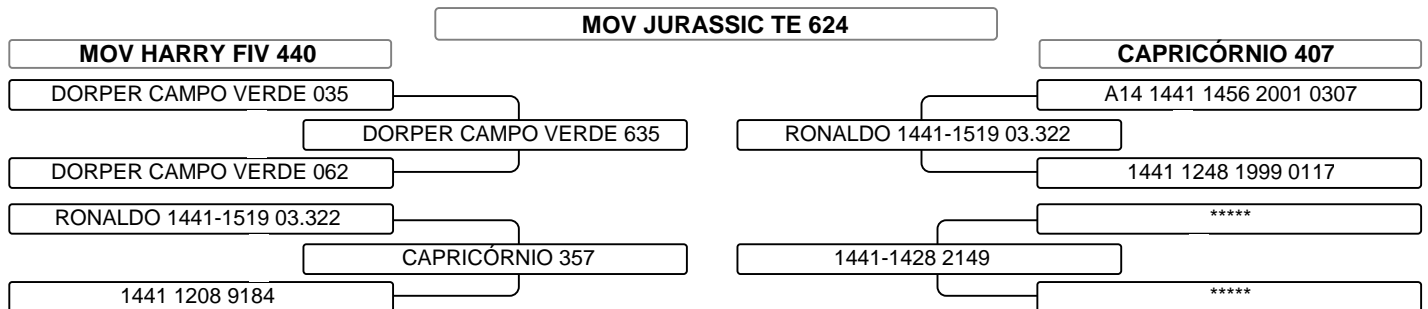 MOV JURASSIC TE 624
MOV HARRY FIV 440
CAPRICÓRNIO 407
DORPER CAMPO VERDE 035
A14 1441 1456 2001 0307
DORPER CAMPO VERDE 635
RONALDO 1441-1519 03.322
DORPER CAMPO VERDE 062
1441 1248 1999 0117
RONALDO 1441-1519 03.322
*****
CAPRICÓRNIO 357
1441-1428 2149
1441 1208 9184
*****